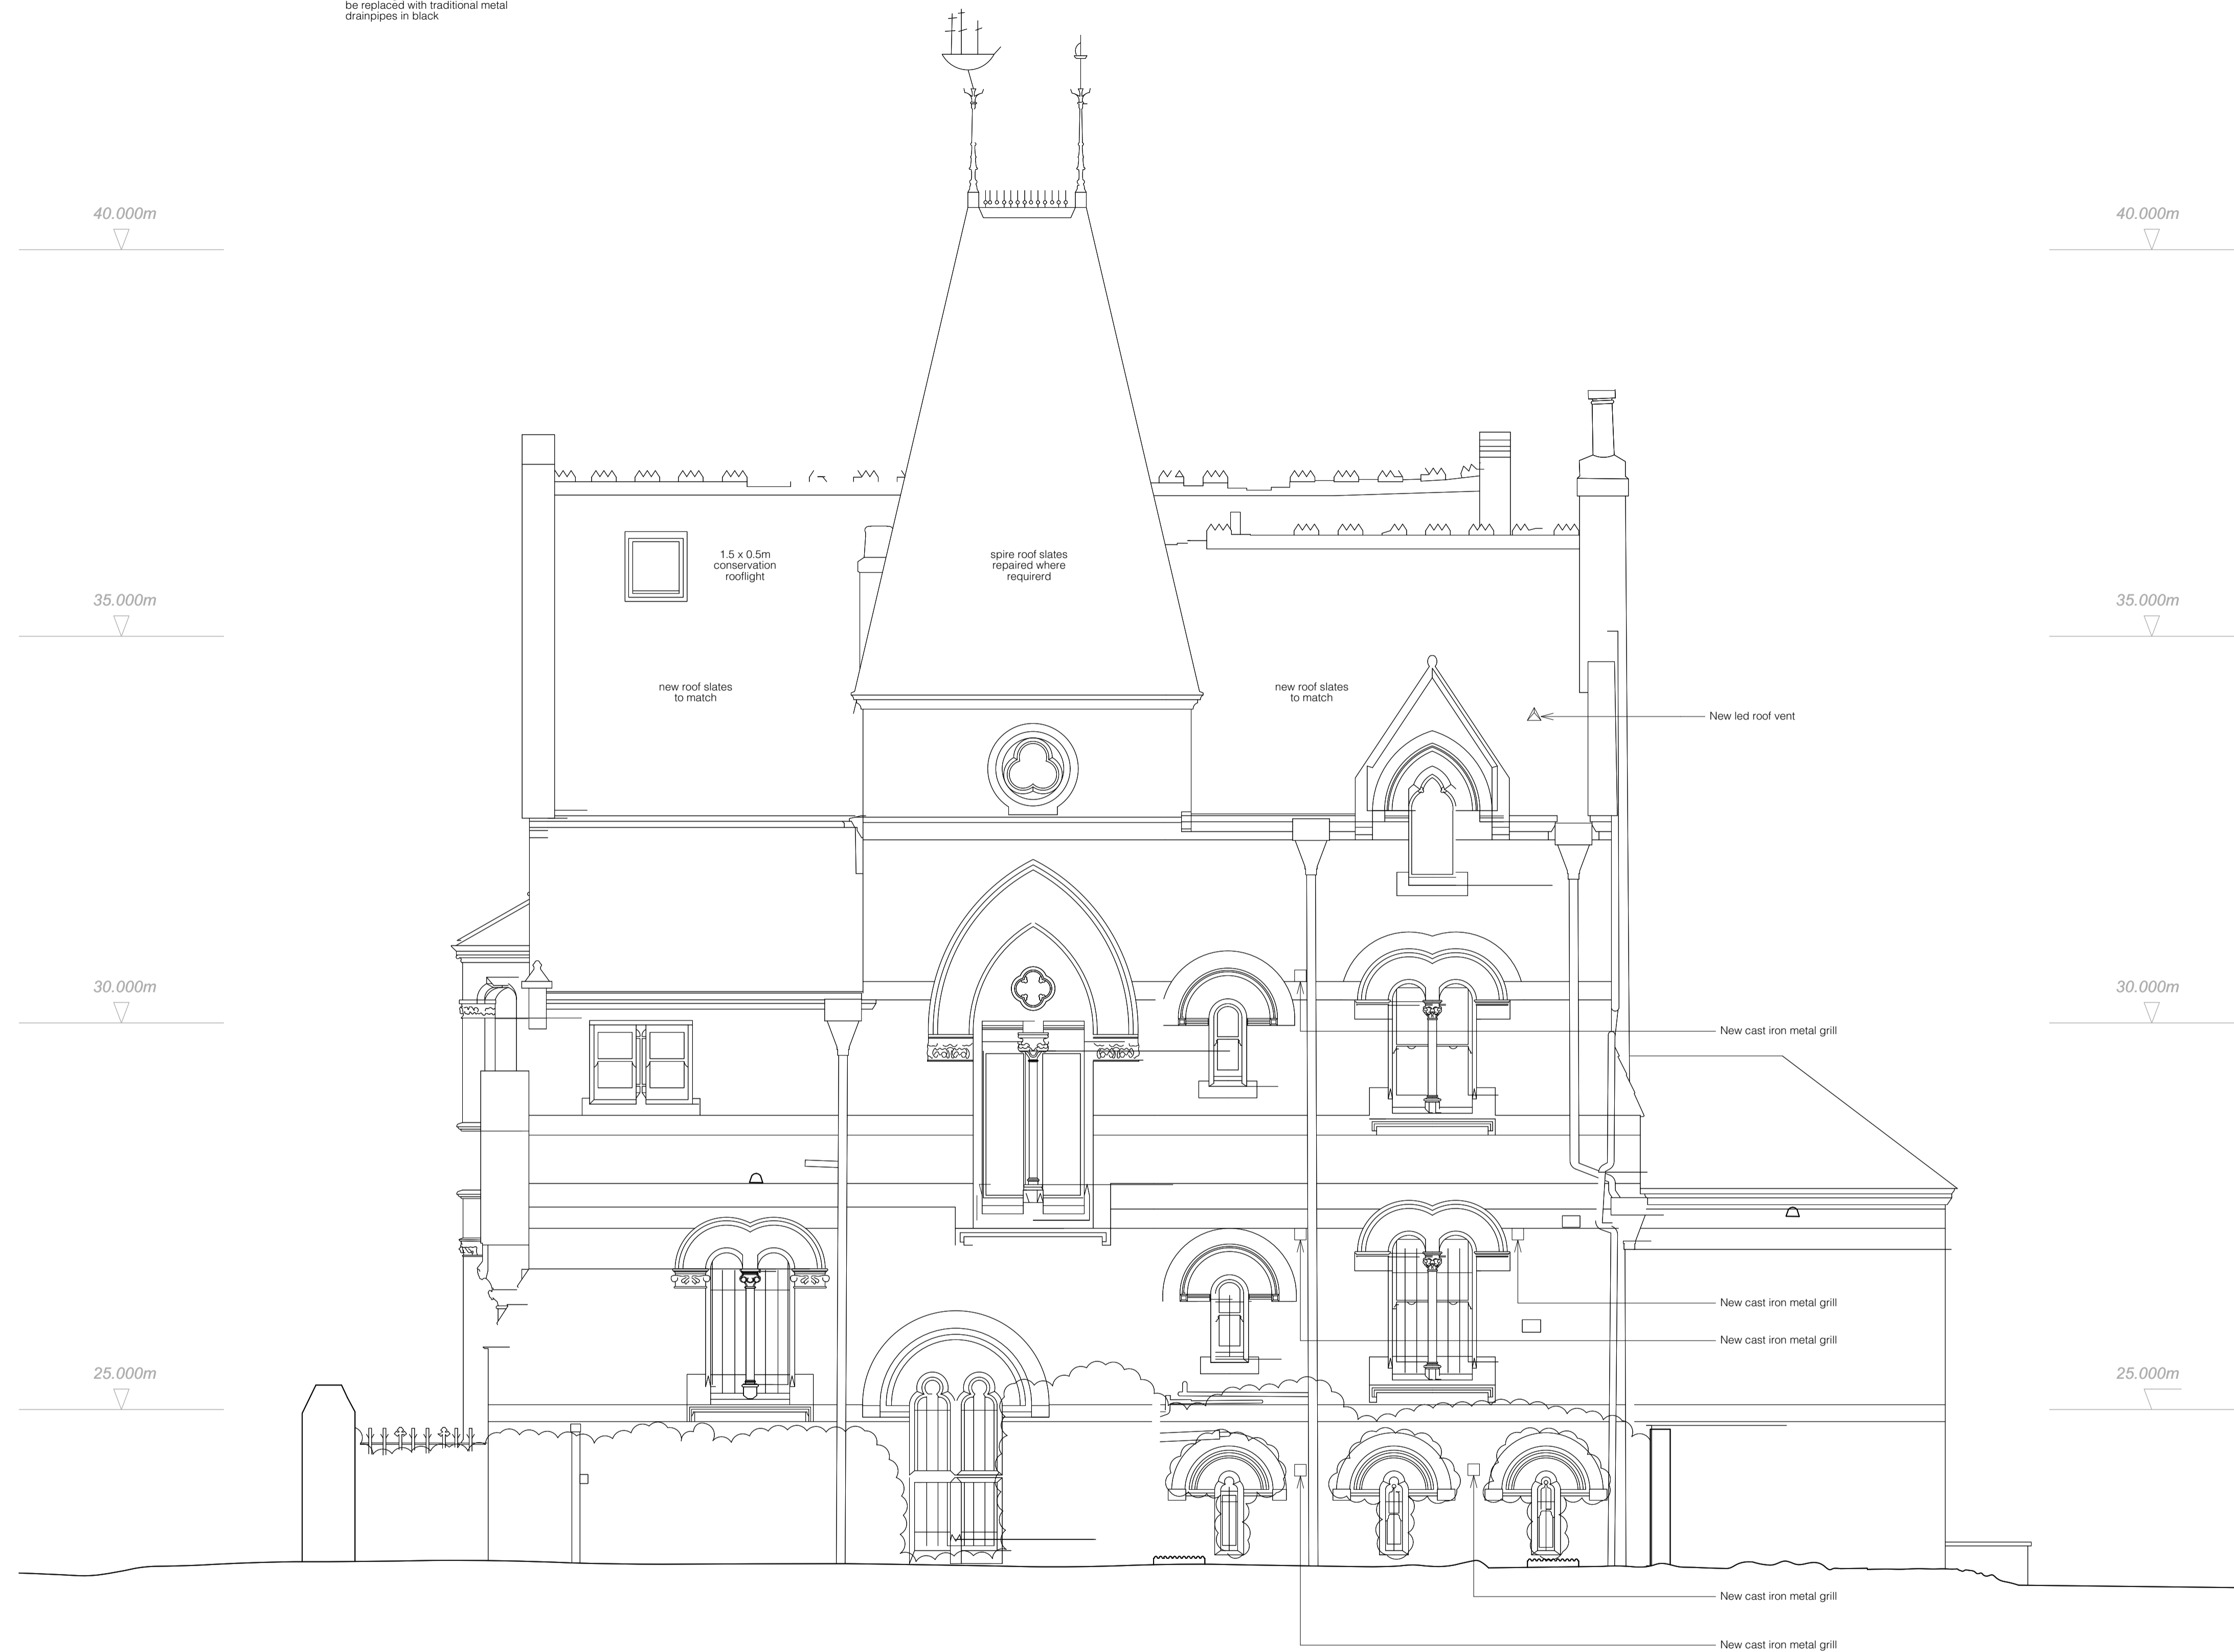 be replaced with traditional metal
drainpipes in black
40.000m
40.000m
1.5 x 0.5m
conservation
rooflight
spire roof slates
repaired where
requirerd
35.000m
35.000m
new roof slates
to match
new roof slates
to match
New led roof vent
30.000m
30.000m
New cast iron metal grill
New cast iron metal grill
New cast iron metal grill
25.000m
25.000m
New cast iron metal grill
New cast iron metal grill